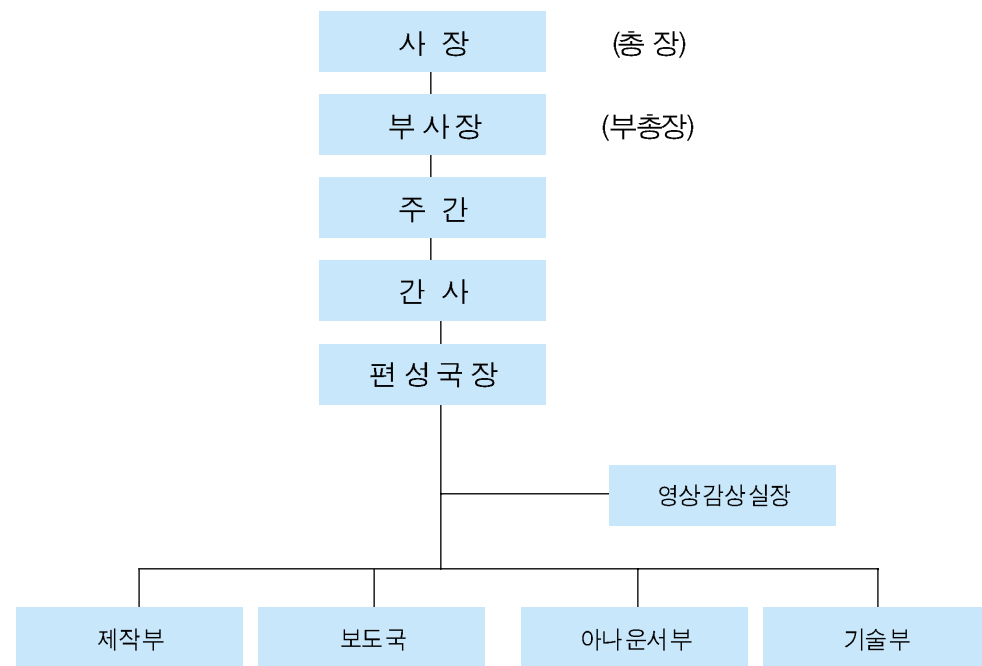 사 장 (총 장)
부 사 장 (부총장)
주 간
간 사
편 성 국 장
영상감상실장
제작부 보도국 아나운서부 기술부